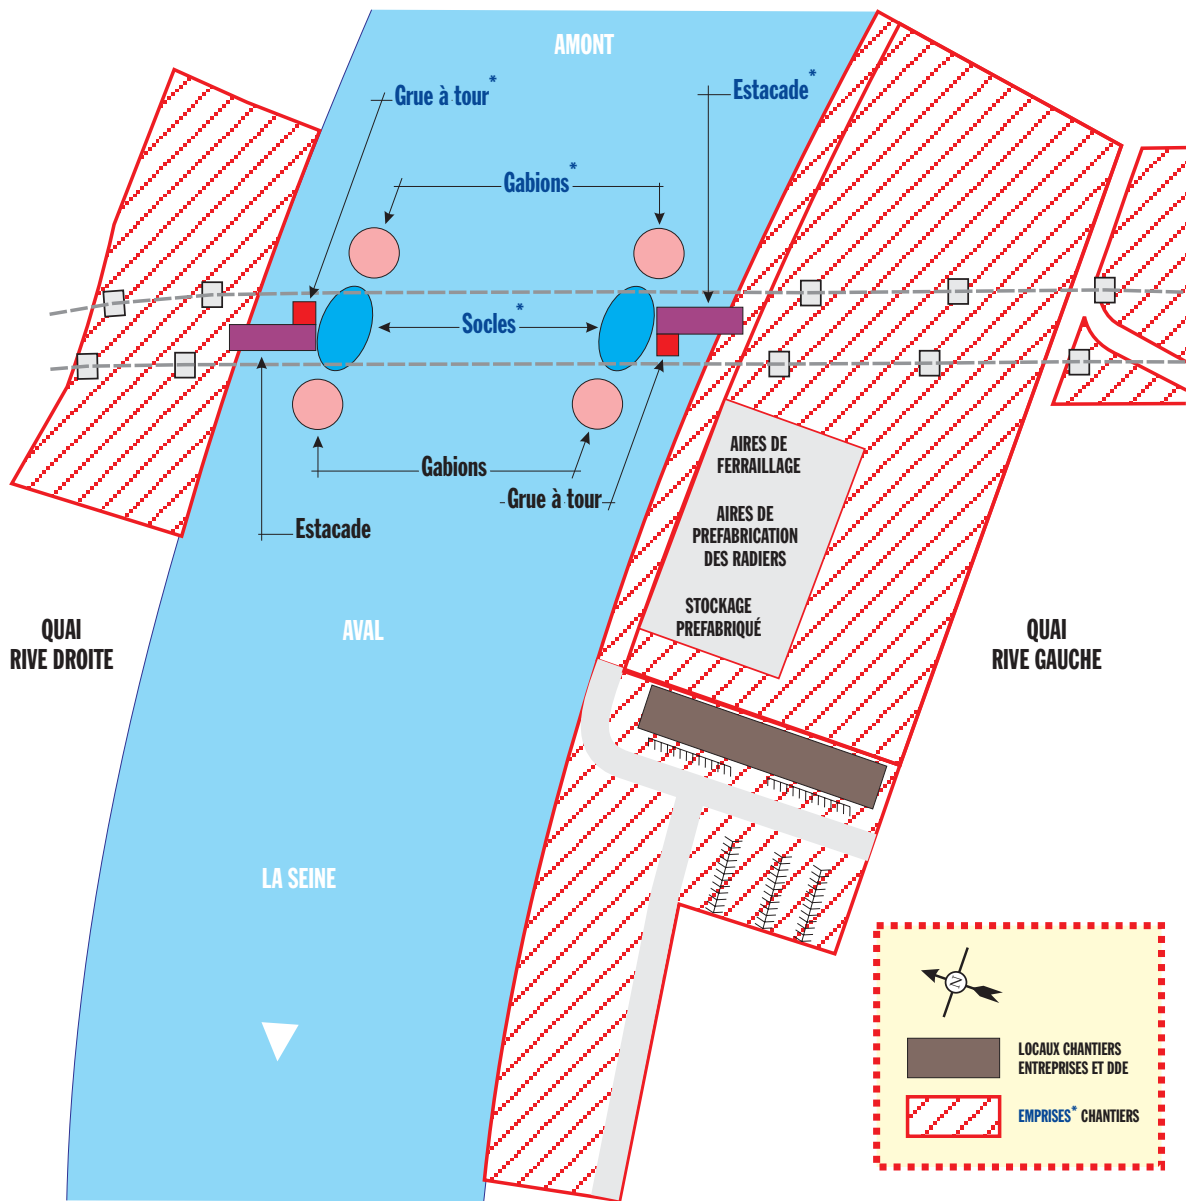 AMONT
Grue à tour*
Estacade*
Gabions*
Socles*
AIRES DE
FERRAILLAGE
Gabions
Grue à tour
AIRES DE
PREFABRICATION
DES RADIERS
Estacade
STOCKAGE
PREFABRIQUÉ
QUAI
RIVE DROITE
AVAL
QUAI
RIVE GAUCHE
LA SEINE
N
LOCAUX CHANTIERS
ENTREPRISES ET DDE
EMPRISES* CHANTIERS